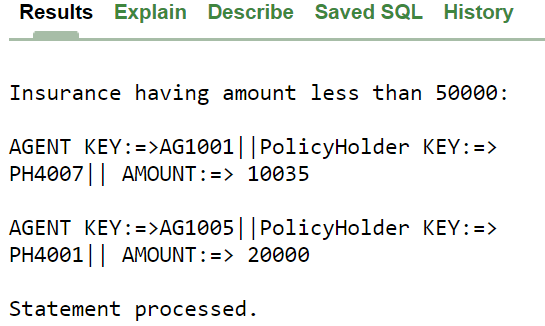 Results Explain Describe Saved SQL History
Insurance having amount less than 50000:
AGENT KEY:=>AG1001||PolicyHolder KEY:=>
PH4007|| AMOUNT:=> 10035
AGENT KEY:=>AG1005||PolicyHolder KEY:=>
PH4001|| AMOUNT:=> 20000
Statement processed.